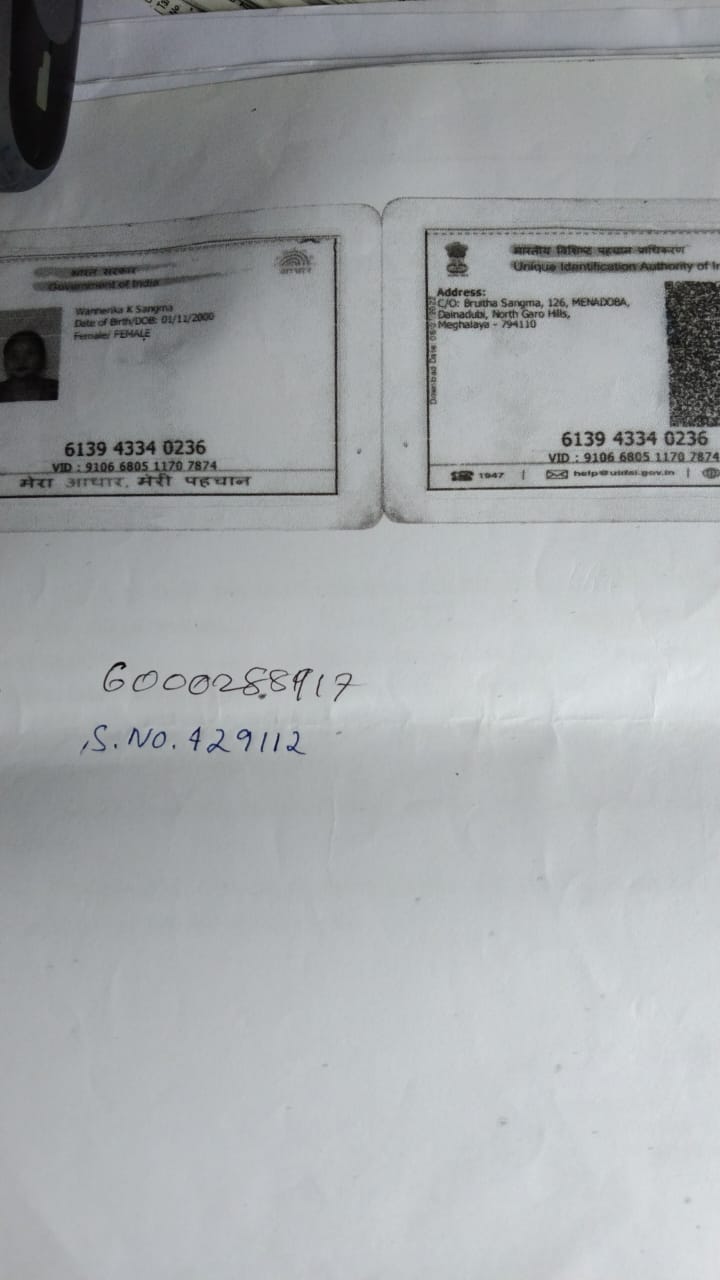 भारत सरकार
Government of India
Wannerika K Sangma
Date of Birth/DOB: 01/11/2000
Female/ FEMALE
6139 4334 0236
VID : 9106 6805 1170 7874
मेरा आधार, मेरी पहचान
भारतीय विशिष्ट पहचान प्राधिकरण
Unique Identification Authority of In
Address:
C/O: Bruitha Sangma, 126, MENADOBA,
Dainadubi, North Garo Hills,
Meghalaya - 794110
6139 4334 0236
VID : 9106 6805 1170 7874
1947 | help@uidai.gov.in |
6000288917
S.NO. 429112